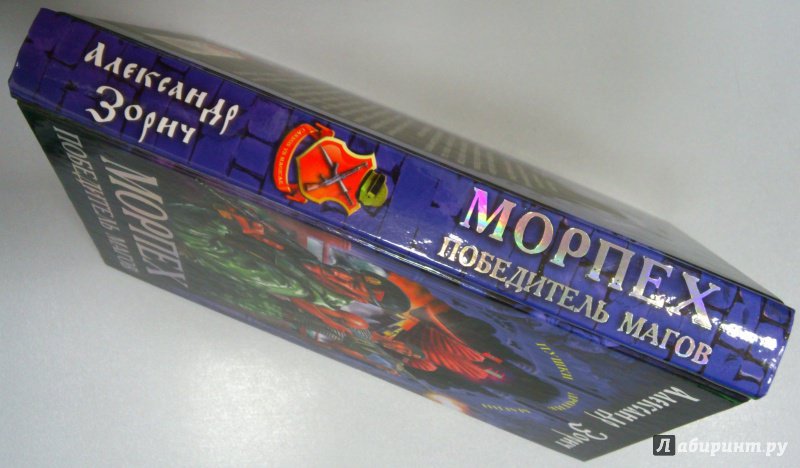 Александр
Зорич
МОРПЕХ
ПОБЕДИТЕЛЬ МАГОВ
МОРПЕХ
ПОБЕДИТЕЛЬ МАГОВ
Александр
Зорич
Лабиринт.ру